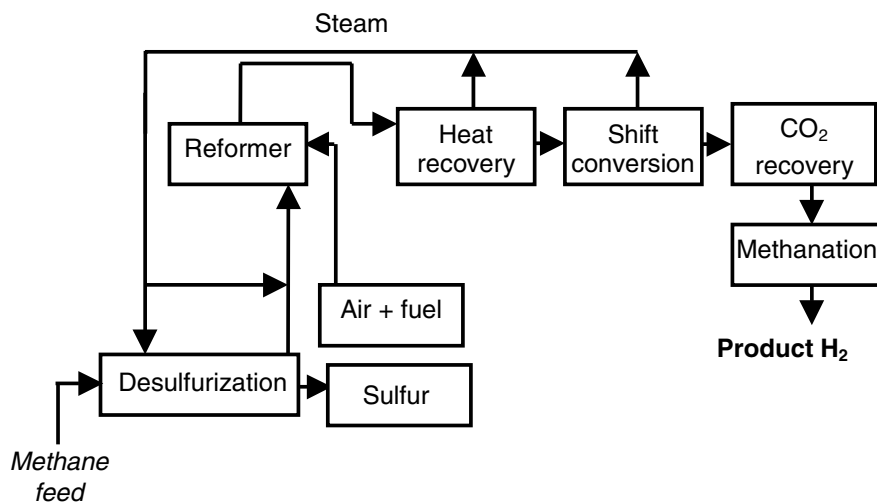 Steam
Reformer
Heat
recovery
Shift
conversion
CO₂
recovery
Methanation
Air + fuel
Product H₂
Desulfurization
Sulfur
Methane
feed